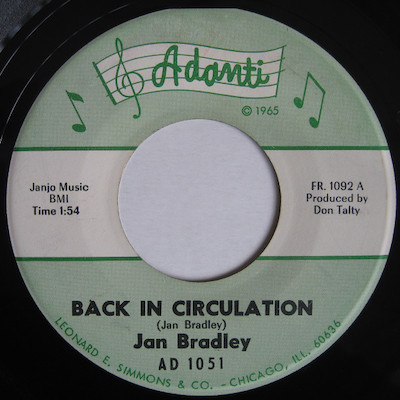 Adanti
© 1965
Janjo Music
BMI
Time 1:54
FR. 1092 A
Produced by
Don Talty
BACK IN CIRCULATION
(Jan Bradley)
Jan Bradley
AD 1051
LEONARD E. SIMMONS & CO. - CHICAGO, ILL. 60636